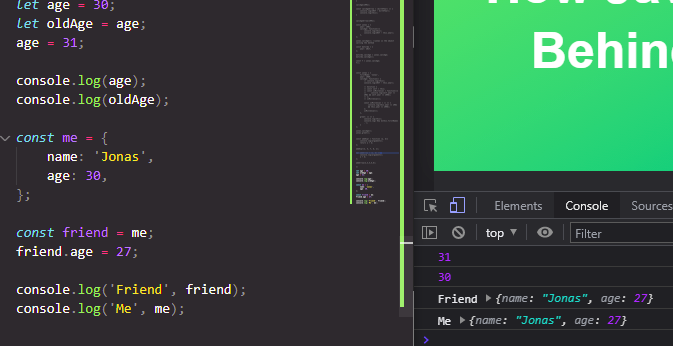 let age = 30;
let oldAge = age;
age = 31;
console.log(age);
console.log(oldAge);
const me = {
name: 'Jonas',
age: 30,
};
const friend = me;
friend.age = 27;
console.log('Friend', friend);
console.log('Me', me);
Behin
Elements Console Sources
top Filter
31
30
Friend {name: "Jonas", age: 27}
Me {name: "Jonas", age: 27}